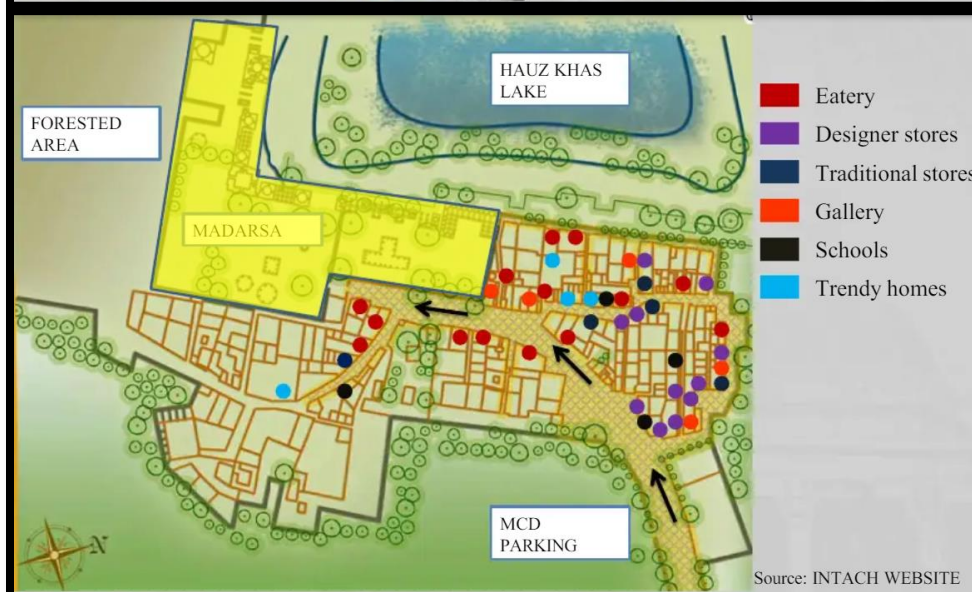 HAUZ KHAS
LAKE
FORESTED
AREA
MADARSA
MCD
PARKING
N
Eatery
Designer stores
Traditional stores
Gallery
Schools
Trendy homes
Source: INTACH WEBSITE